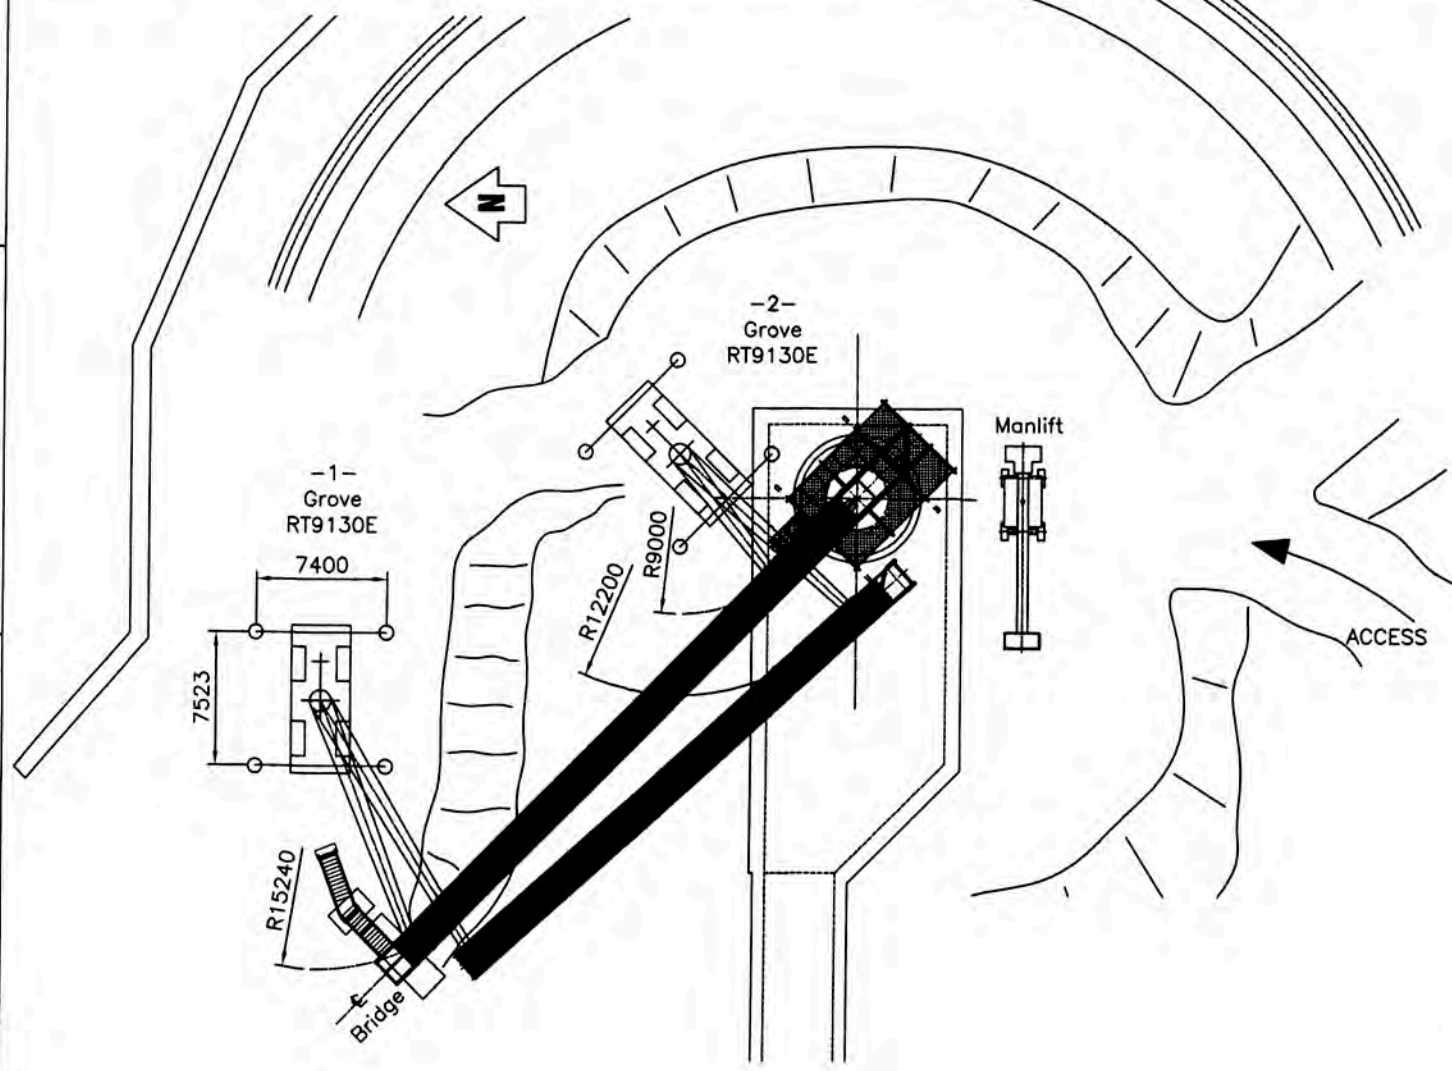 N
-2-
Grove
RT9130E
Manlift
-1-
Grove
RT9130E
7400
R9000
R12200
7523
ACCESS
R15240
℄
Bridge